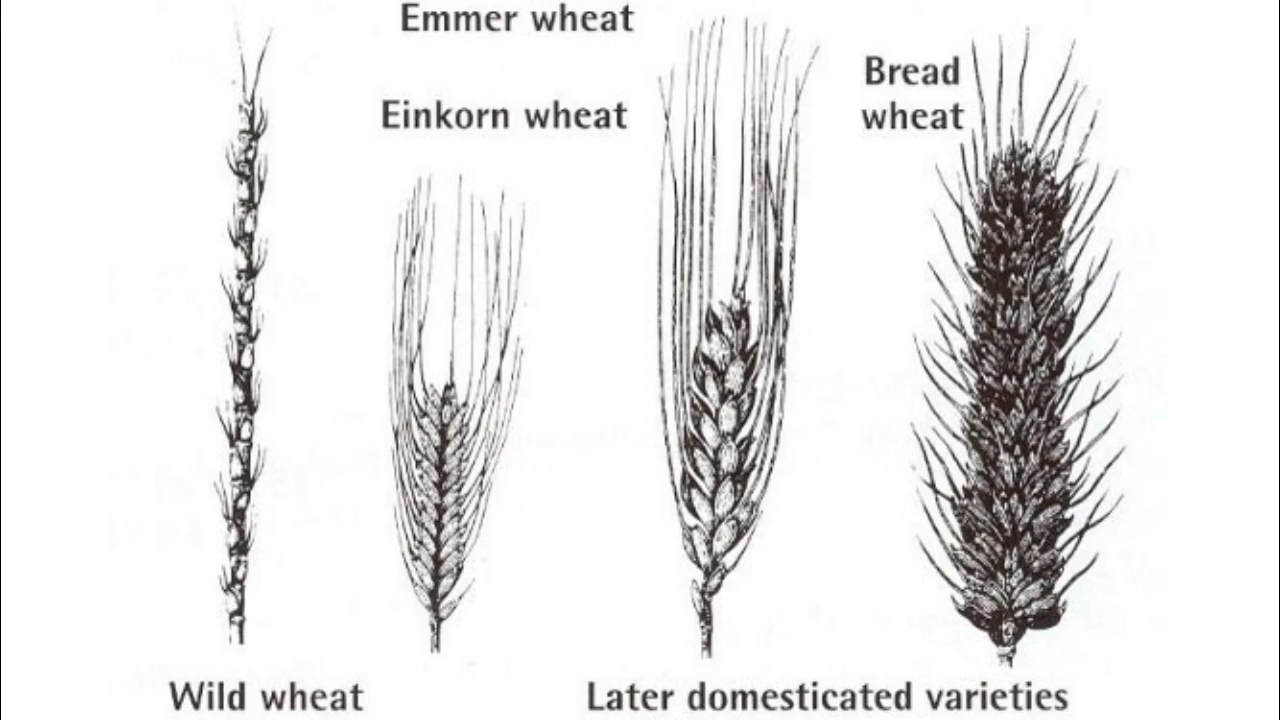 Emmer wheat
Einkorn wheat
Bread
wheat
Wild wheat
Later domesticated varieties